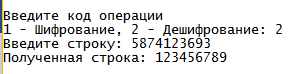 Введите код операции
1 - Шифрование, 2 - Дешифрование: 2
Введите строку: 5874123693
Полученная строка: 123456789